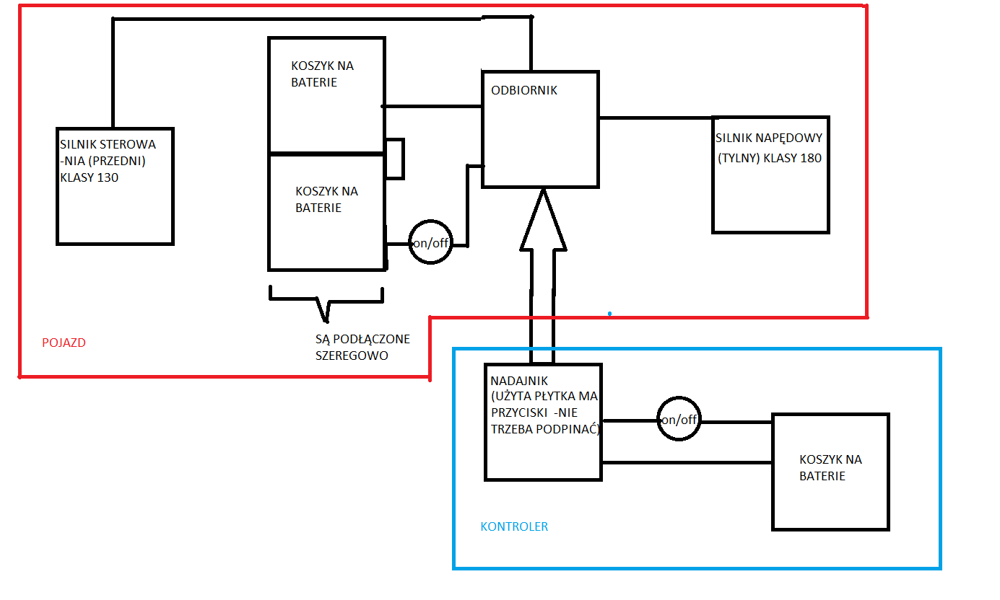 KOSZYK NA
BATERIE
ODBIORNIK
SILNIK STEROWA
-NIA (PRZEDNI)
KLASY 130
SILNIK NAPĘDOWY
(TYLNY) KLASY 180
KOSZYK NA
BATERIE
on/off
SĄ PODŁĄCZONE
SZEREGOWO
POJAZD
NADAJNIK
(UŻYTA PŁYTKA MA
PRZYCISKI -NIE
TRZEBA PODPINAĆ)
on/off
KOSZYK NA
BATERIE
KONTROLER